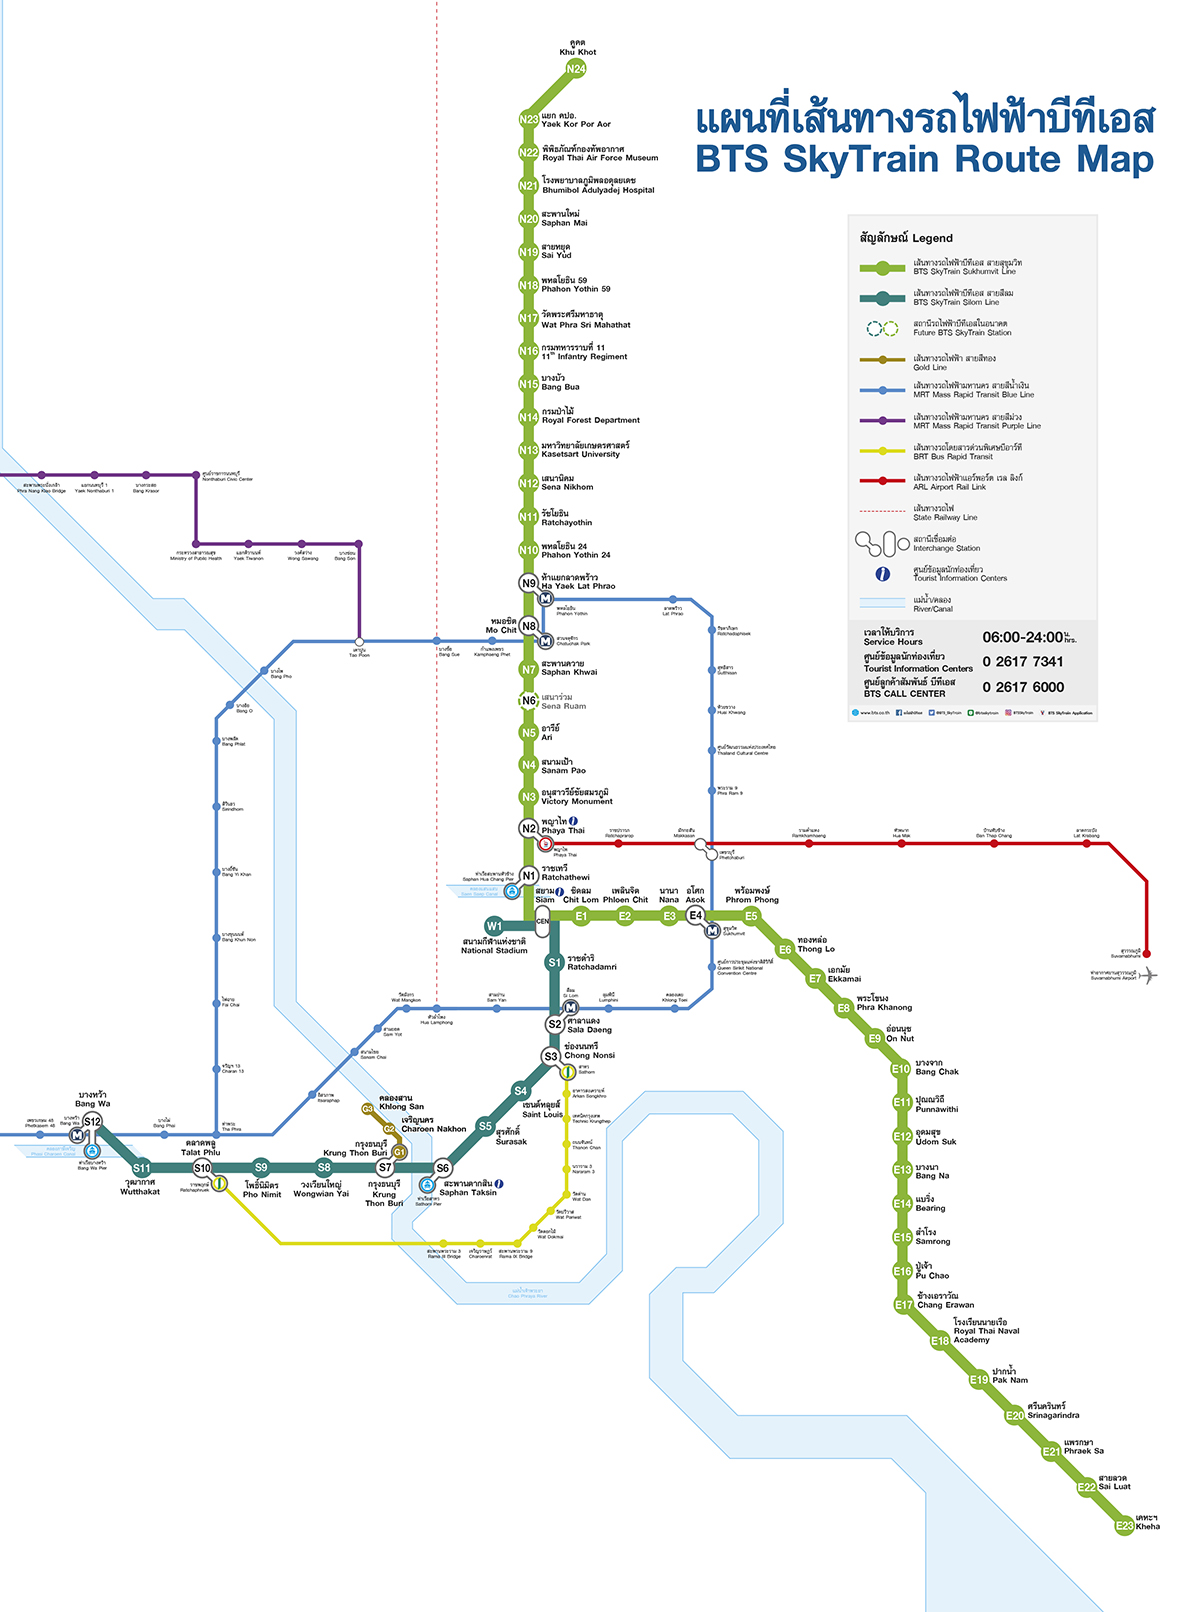 แผนที่เส้นทางรถไฟฟ้าบีทีเอส
BTS SkyTrain Route Map
สัญลักษณ์ Legend
เส้นทางรถไฟฟ้าบีทีเอส สายสุขุมวิท
BTS SkyTrain Sukhumvit Line
เส้นทางรถไฟฟ้าบีทีเอส สายสีลม
BTS SkyTrain Silom Line
สถานีรถไฟฟ้าบีทีเอสในอนาคต
Future BTS SkyTrain Station
เส้นทางรถไฟฟ้า สายสีทอง
Gold Line
เส้นทางรถไฟฟ้ามหานคร สายสีน้ำเงิน
MRT Mass Rapid Transit Blue Line
เส้นทางรถไฟฟ้ามหานคร สายสีม่วง
MRT Mass Rapid Transit Purple Line
เส้นทางรถโดยสารด่วนพิเศษบีอาร์ที
BRT Bus Rapid Transit
เส้นทางรถไฟฟ้าแอร์พอร์ต เรล ลิงก์
ARL Airport Rail Link
เส้นทางรถไฟ
State Railway Line
สถานีเชื่อมต่อ
Interchange Station
ศูนย์ข้อมูลนักท่องเที่ยว
Tourist Information Centers
แม่น้ำ/คลอง
River/Canal
เวลาให้บริการ
Service Hours
06:00-24:00 น. hrs.
ศูนย์ข้อมูลนักท่องเที่ยว
Tourist Information Centers
0 2617 7341
ศูนย์ลูกค้าสัมพันธ์ บีทีเอส
BTS CALL CENTER
0 2617 6000
www.bts.co.th
@BTS_SkyTrain
@btsskytrain
BTSSkyTrain
BTS SkyTrain Application
คูคต
Khu Khot
N24
N23
แยก คปอ.
Yaek Kor Por Aor
N22
พิพิธภัณฑ์กองทัพอากาศ
Royal Thai Air Force Museum
N21
โรงพยาบาลภูมิพลอดุลยเดช
Bhumibol Adulyadej Hospital
N20
สะพานใหม่
Saphan Mai
N19
สายหยุด
Sai Yud
N18
พหลโยธิน 59
Phahon Yothin 59
N17
วัดพระศรีมหาธาตุ
Wat Phra Sri Mahathat
N16
กรมทหารราบที่ 11
11th Infantry Regiment
N15
บางบัว
Bang Bua
N14
กรมป่าไม้
Royal Forest Department
N13
มหาวิทยาลัยเกษตรศาสตร์
Kasetsart University
N12
เสนานิคม
Sena Nikhom
N11
รัชโยธิน
Ratchayothin
N10
พหลโยธิน 24
Phahon Yothin 24
N9
ห้าแยกลาดพร้าว
Ha Yaek Lat Phrao
หมอชิต
Mo Chit
N8
N7
สะพานควาย
Saphan Khwai
N6
เสนาร่วม
Sena Ruam
N5
อารีย์
Ari
N4
สนามเป้า
Sanam Pao
N3
อนุสาวรีย์ชัยสมรภูมิ
Victory Monument
N2
พญาไท
Phaya Thai
N1
ราชเทวี
Ratchathewi
สยาม
Siam
CEN
W1
สนามกีฬาแห่งชาติ
National Stadium
ชิดลม
Chit Lom
E1
เพลินจิต
Phloen Chit
E2
นานา
Nana
E3
อโศก
Asok
E4
พร้อมพงษ์
Phrom Phong
E5
ทองหล่อ
Thong Lo
E6
เอกมัย
Ekkamai
E7
พระโขนง
Phra Khanong
E8
อ่อนนุช
On Nut
E9
บางจาก
Bang Chak
E10
ปุณณวิถี
Punnawithi
E11
อุดมสุข
Udom Suk
E12
บางนา
Bang Na
E13
แบริ่ง
Bearing
E14
สำโรง
Samrong
E15
ปู่เจ้า
Pu Chao
E16
ช้างเอราวัณ
Chang Erawan
E17
โรงเรียนนายเรือ
Royal Thai Naval
Academy
E18
ปากน้ำ
Pak Nam
E19
ศรีนครินทร์
Srinagarindra
E20
แพรกษา
Phraek Sa
E21
สายลวด
Sai Luat
E22
เคหะฯ
Kheha
E23
S1
ราชดำริ
Ratchadamri
S2
ศาลาแดง
Sala Daeng
S3
ช่องนนทรี
Chong Nonsi
S4
เซนต์หลุยส์
Saint Louis
S5
สุรศักดิ์
Surasak
S6
สะพานตากสิน
Saphan Taksin
S7
กรุงธนบุรี
Krung
Thon Buri
S8
วงเวียนใหญ่
Wongwian Yai
S9
โพธิ์นิมิตร
Pho Nimit
ตลาดพลู
Talat Phlu
S10
S11
วุฒากาศ
Wutthakat
บางหว้า
Bang Wa
S12
กรุงธนบุรี
Krung Thon Buri
G1
เจริญนคร
Charoen Nakhon
G2
คลองสาน
Khlong San
G3
สะพานพระนั่งเกล้า
Phra Nang Klao Bridge
แยกนนทบุรี 1
Yaek Nonthaburi 1
บางกระสอ
Bang Krasor
ศูนย์ราชการนนทบุรี
Nonthaburi Civic Center
กระทรวงสาธารณสุข
Ministry of Public Health
แยกติวานนท์
Yaek Tiwanon
วงศ์สว่าง
Wong Sawang
บางซ่อน
Bang Son
เตาปูน
Tao Poon
บางซื่อ
Bang Sue
กำแพงเพชร
Kamphaeng Phet
สวนจตุจักร
Chatuchak Park
พหลโยธิน
Phahon Yothin
ลาดพร้าว
Lat Phrao
รัชดาภิเษก
Ratchadaphisek
สุทธิสาร
Sutthisan
ห้วยขวาง
Huai Khwang
ศูนย์วัฒนธรรมแห่งประเทศไทย
Thailand Cultural Centre
พระราม 9
Phra Ram 9
เพชรบุรี
Phetchaburi
สุขุมวิท
Sukhumvit
ศูนย์การประชุมแห่งชาติสิริกิติ์
Queen Sirikit National
Convention Centre
คลองเตย
Khlong Toei
ลุมพินี
Lumphini
สีลม
Si Lom
สามย่าน
Sam Yan
หัวลำโพง
Hua Lamphong
วัดมังกร
Wat Mangkon
สามยอด
Sam Yot
สนามไชย
Sanam Chai
อิสรภาพ
Itsaraphap
ท่าพระ
Tha Phra
บางไผ่
Bang Phai
บางหว้า
Bang Wa
เพชรเกษม 48
Phetkasem 48
จรัญฯ 13
Charan 13
ไฟฉาย
Fai Chai
บางขุนนนท์
Bang Khun Non
บางยี่ขัน
Bang Yi Khan
สิรินธร
Sirindhorn
บางพลัด
Bang Phlat
บางอ้อ
Bang O
บางโพ
Bang Pho
พญาไท
Phaya Thai
ราชปรารภ
Ratchaprarop
มักกะสัน
Makkasan
รามคำแหง
Ramkhamhaeng
หัวหมาก
Hua Mak
บ้านทับช้าง
Ban Thap Chang
ลาดกระบัง
Lat Krabang
สุวรรณภูมิ
Suvarnabhumi
ท่าอากาศยานสุวรรณภูมิ
Suvarnabhumi Airport
ท่าเรือสะพานหัวช้าง
Saphan Hua Chang Pier
คลองแสนแสบ
Saen Saep Canal
ท่าเรือสาทร
Sathorn Pier
ท่าเรือบางหว้า
Bang Wa Pier
คลองภาษีเจริญ
Phasi Charoen Canal
แม่น้ำเจ้าพระยา
Chao Phraya River
สาทร
Sathorn
อาคารสงเคราะห์
Arkan Songkhro
เทคนิคกรุงเทพ
Technic Krungthep
ถนนจันทน์
Thanon Chan
นราราม 3
Nararam 3
วัดด่าน
Wat Dan
วัดปริวาส
Wat Pariwat
วัดดอกไม้
Wat Dokmai
สะพานพระราม 9
Rama IX Bridge
เจริญราษฎร์
Charoenrat
สะพานพระราม 3
Rama III Bridge
ราชพฤกษ์
Ratchaphruek